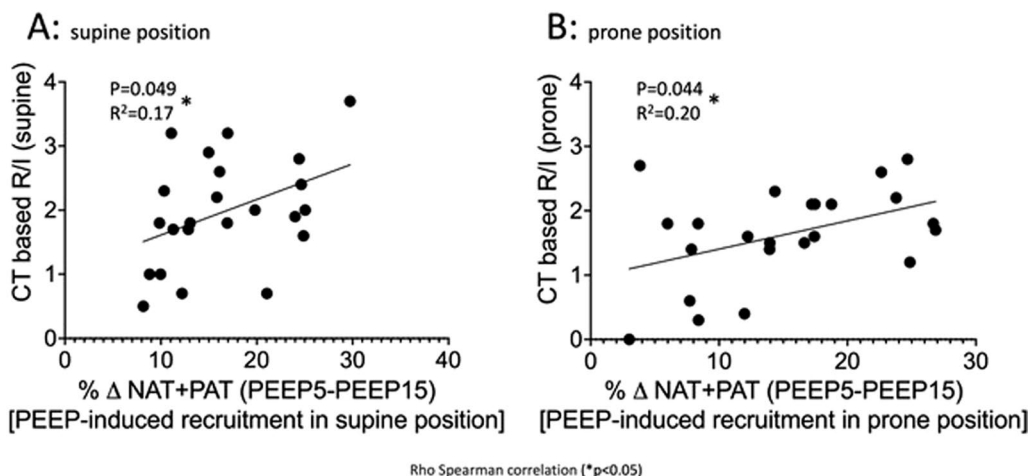 A: supine position
P=0.049
R²=0.17 *
CT based R/I (supine)
4
3
2
1
0
0 10 20 30 40
% Δ NAT+PAT (PEEP5-PEEP15)
[PEEP-induced recruitment in supine position]
B: prone position
P=0.044
R²=0.20 *
CT based R/I (prone)
4
3
2
1
0
0 10 20 30
% Δ NAT+PAT (PEEP5-PEEP15)
[PEEP-induced recruitment in prone position]
Rho Spearman correlation (*p<0.05)